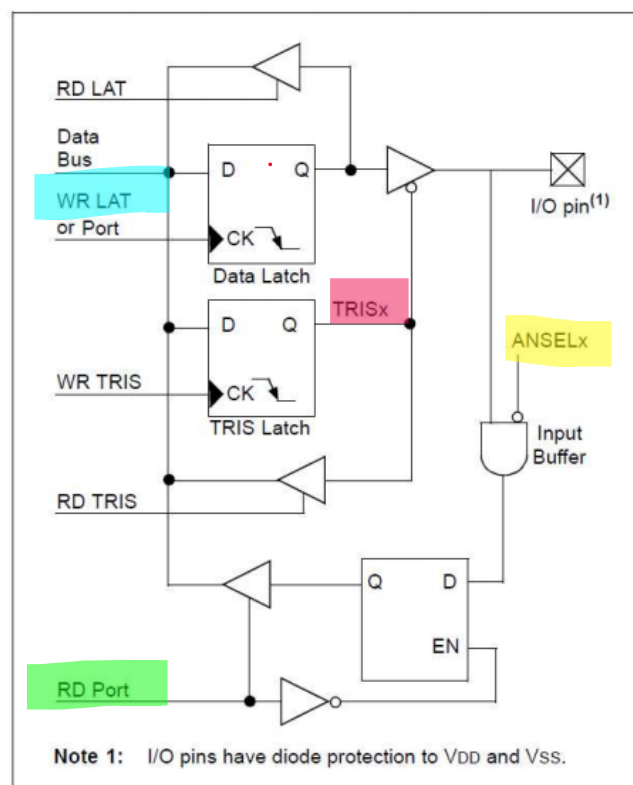 RD LAT
Data
Bus
D Q
WR LAT
or Port
CK
I/O pin(1)
Data Latch
TRISx
D Q
ANSELx
WR TRIS
CK
TRIS Latch
Input
Buffer
RD TRIS
Q D
EN
RD Port
Note 1: I/O pins have diode protection to VDD and VSS.